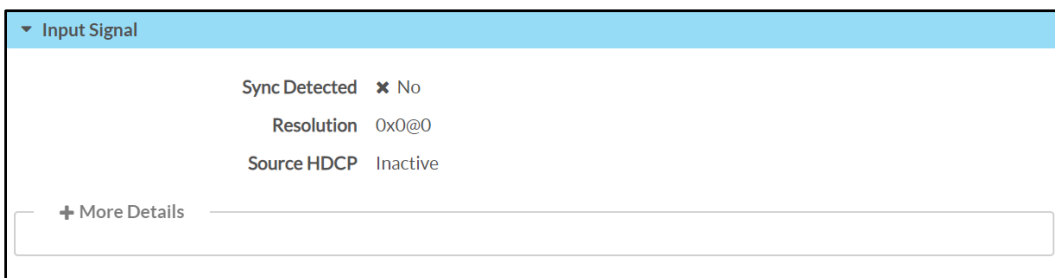 Input Signal
Sync Detected ✖ No
Resolution 0x0@0
Source HDCP Inactive
+ More Details